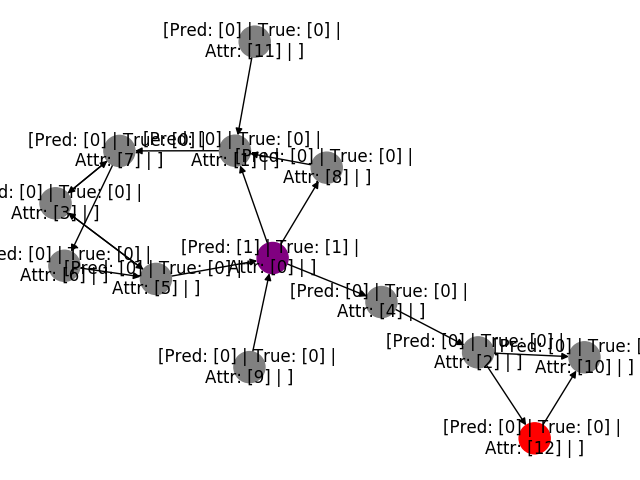 [Pred: [0] | True: [0] |
Attr: [11] | ]
[Pred: [0] | True: [0] |
Attr: [7] | ]
[Pred: [0] | True: [0] |
Attr: [1] | ]
[Pred: [0] | True: [0] |
Attr: [8] | ]
d: [0] | True: [0] |
Attr: [3] | ]
ed: [0] | True: [0] |
Attr: [6] | ]
[Pred: [0] | True: [0] |
Attr: [5] | ]
[Pred: [1] | True: [1] |
Attr: [0] | ]
[Pred: [0] | True: [0] |
Attr: [4] | ]
[Pred: [0] | True: [0] |
Attr: [9] | ]
[Pred: [0] | True: [0] |
Attr: [2] | ]
[Pred: [0] | True: [
Attr: [10] | ]
[Pred: [0] | True: [0] |
Attr: [12] | ]